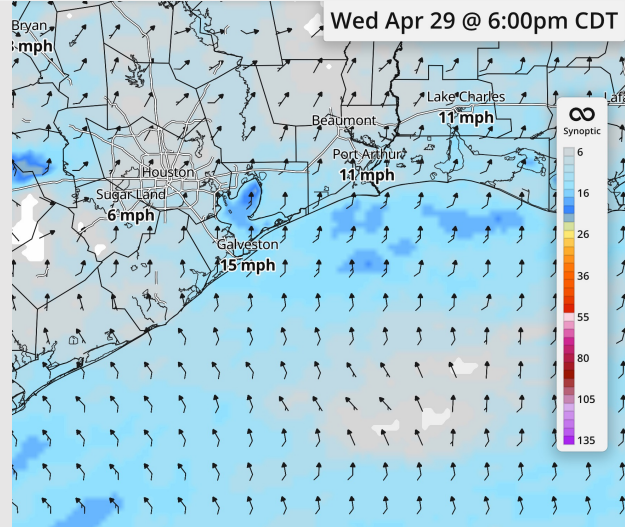 Wed Apr 29 @ 6:00pm CDT
Bryan
mph
Lake Charles
11 mph
Beaumont
Port Arthur
11 mph
Houston
Sugar Land
6 mph
Galveston
15 mph
Synoptic
6
16
26
36
55
80
105
135